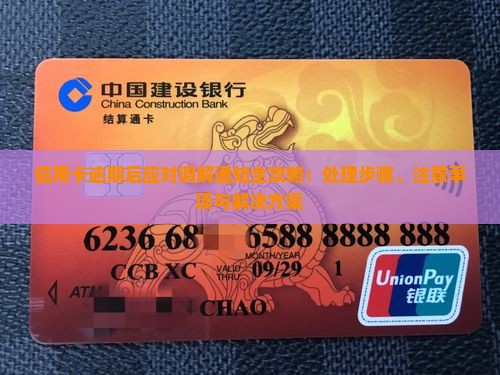 中国建设银行
China Construction Bank
结算通卡
信用卡逾期后应对调解通知全攻略：处理步骤、注意事
项与解决方案
6236 68 6588 8888 888
MONTH/YEAR
CCB XC VALID THRU 09/29 1
ATM
CHAO
UnionPay
银联